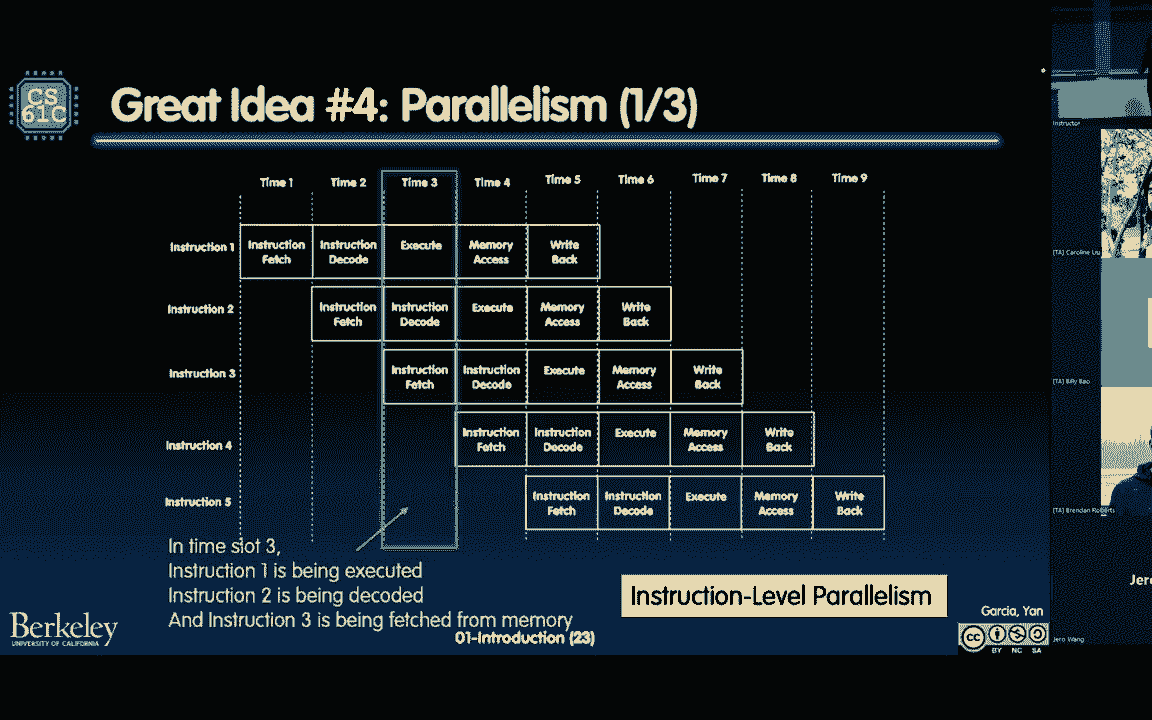 CS
61C
Great Idea #4: Parallelism (1/3)
Time 1 Time 2 Time 3 Time 4 Time 5 Time 6 Time 7 Time 8 Time 9
Instruction 1 Instruction Fetch Instruction Decode Execute Memory Access Write Back
Instruction 2 Instruction Fetch Instruction Decode Execute Memory Access Write Back
Instruction 3 Instruction Fetch Instruction Decode Execute Memory Access Write Back
Instruction 4 Instruction Fetch Instruction Decode Execute Memory Access Write Back
Instruction 5 Instruction Fetch Instruction Decode Execute Memory Access Write Back
In time slot 3,
Instruction 1 is being executed
Instruction 2 is being decoded
And Instruction 3 is being fetched from memory
Instruction-Level Parallelism
Berkeley
UNIVERSITY OF CALIFORNIA
01-Introduction (23)
Garcia, Yan
cc
BY NC SA
Instructor
[TA] Caroline Liu
[TA] Billy
[TA] Brendan Roberts
Jero Wang